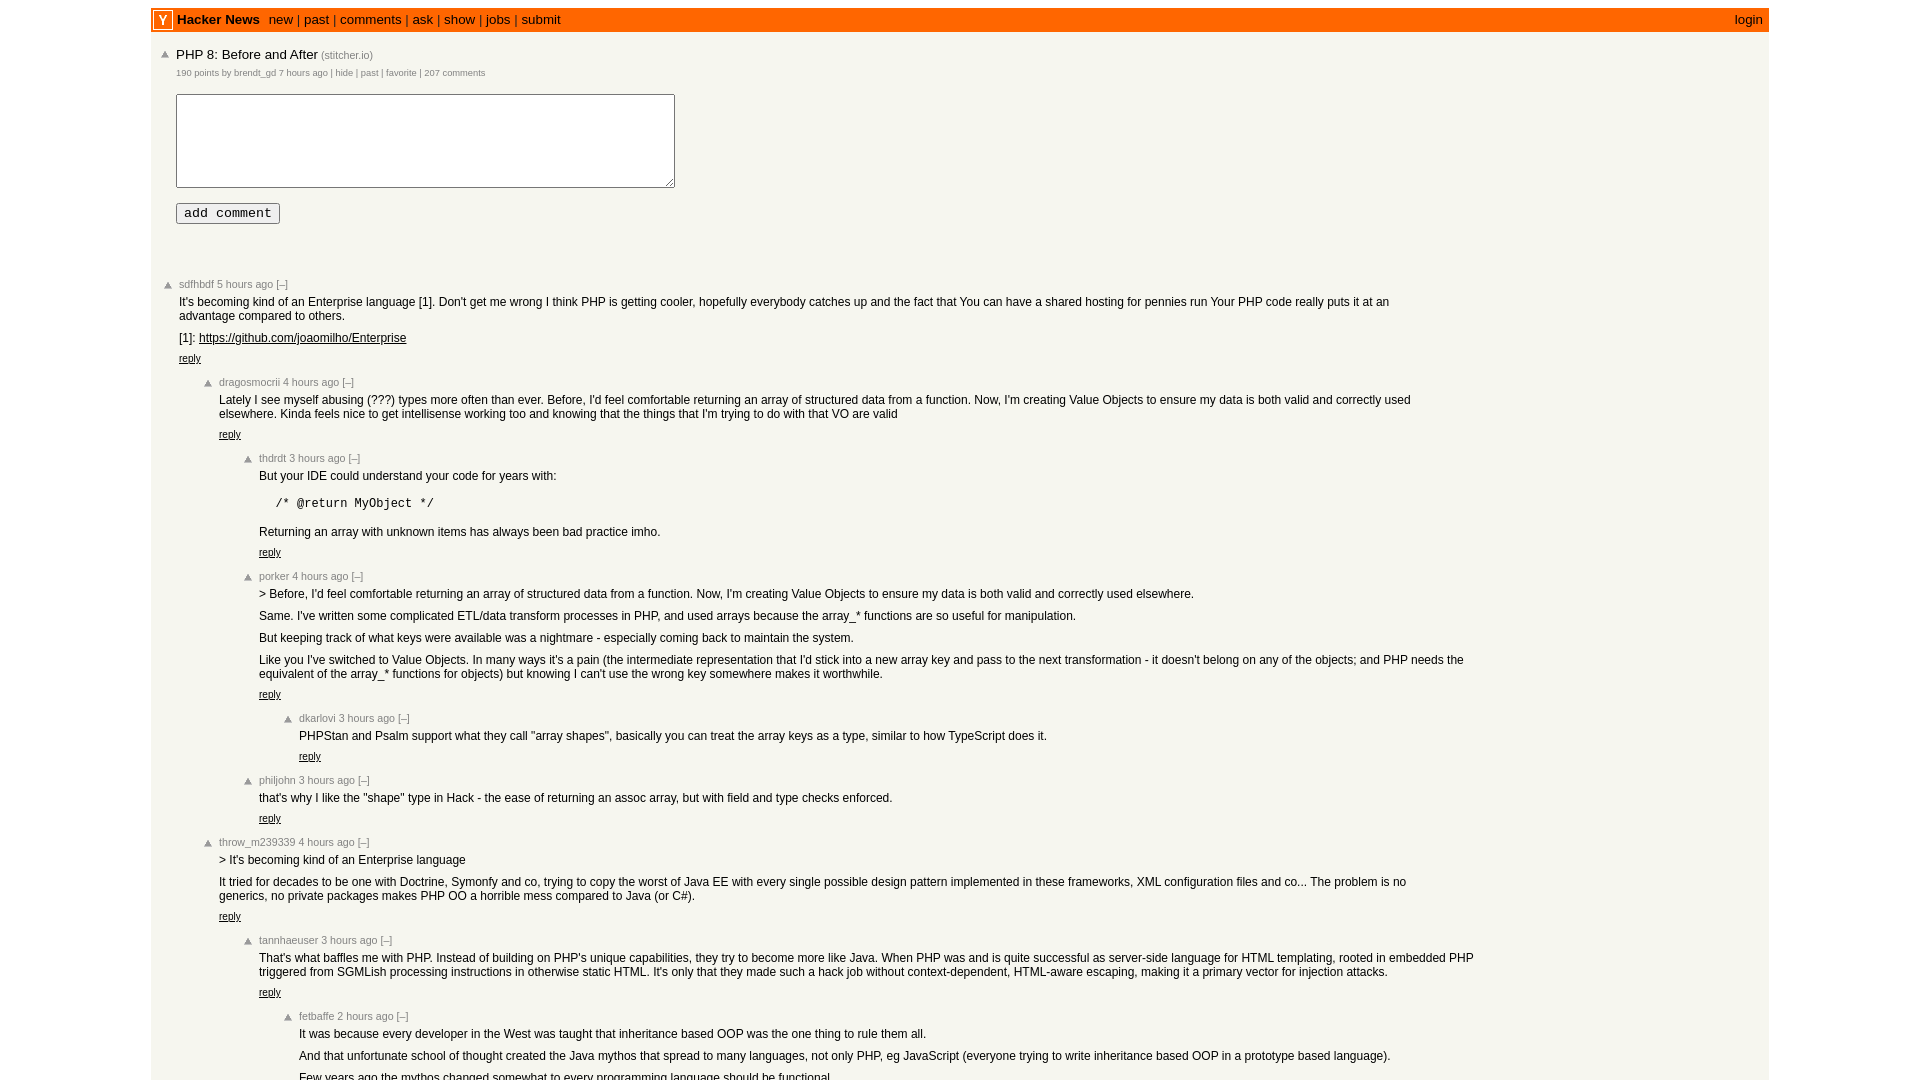 Y Hacker News new | past | comments | ask | show | jobs | submit login
PHP 8: Before and After (stitcher.io)
190 points by brendt_gd 7 hours ago | hide | past | favorite | 207 comments
add comment
sdfhbdf 5 hours ago [–]
It's becoming kind of an Enterprise language [1]. Don't get me wrong I think PHP is getting cooler, hopefully everybody catches up and the fact that You can have a shared hosting for pennies run Your PHP code really puts it at an
advantage compared to others.
[1]: https://github.com/joaomilho/Enterprise
reply
dragosmocrii 4 hours ago [–]
Lately I see myself abusing (???) types more often than ever. Before, I'd feel comfortable returning an array of structured data from a function. Now, I'm creating Value Objects to ensure my data is both valid and correctly used
elsewhere. Kinda feels nice to get intellisense working too and knowing that the things that I'm trying to do with that VO are valid
reply
thdrdt 3 hours ago [–]
But your IDE could understand your code for years with:
/* @return MyObject */
Returning an array with unknown items has always been bad practice imho.
reply
porker 4 hours ago [–]
> Before, I'd feel comfortable returning an array of structured data from a function. Now, I'm creating Value Objects to ensure my data is both valid and correctly used elsewhere.
Same. I've written some complicated ETL/data transform processes in PHP, and used arrays because the array_* functions are so useful for manipulation.
But keeping track of what keys were available was a nightmare - especially coming back to maintain the system.
Like you I've switched to Value Objects. In many ways it's a pain (the intermediate representation that I'd stick into a new array key and pass to the next transformation - it doesn't belong on any of the objects; and PHP needs the
equivalent of the array_* functions for objects) but knowing I can't use the wrong key somewhere makes it worthwhile.
reply
dkarlovi 3 hours ago [–]
PHPStan and Psalm support what they call "array shapes", basically you can treat the array keys as a type, similar to how TypeScript does it.
reply
philjohn 3 hours ago [–]
that's why I like the "shape" type in Hack - the ease of returning an assoc array, but with field and type checks enforced.
reply
throw_m239339 4 hours ago [–]
> It's becoming kind of an Enterprise language
It tried for decades to be one with Doctrine, Symonfy and co, trying to copy the worst of Java EE with every single possible design pattern implemented in these frameworks, XML configuration files and co... The problem is no
generics, no private packages makes PHP OO a horrible mess compared to Java (or C#).
reply
tannhaeuser 3 hours ago [–]
That's what baffles me with PHP. Instead of building on PHP's unique capabilities, they try to become more like Java. When PHP was and is quite successful as server-side language for HTML templating, rooted in embedded PHP
triggered from SGMLish processing instructions in otherwise static HTML. It's only that they made such a hack job without context-dependent, HTML-aware escaping, making it a primary vector for injection attacks.
reply
fetbaffe 2 hours ago [–]
It was because every developer in the West was taught that inheritance based OOP was the one thing to rule them all.
And that unfortunate school of thought created the Java mythos that spread to many languages, not only PHP, eg JavaScript (everyone trying to write inheritance based OOP in a prototype based language).
Few years ago the mythos changed somewhat to every programming language should be functional.